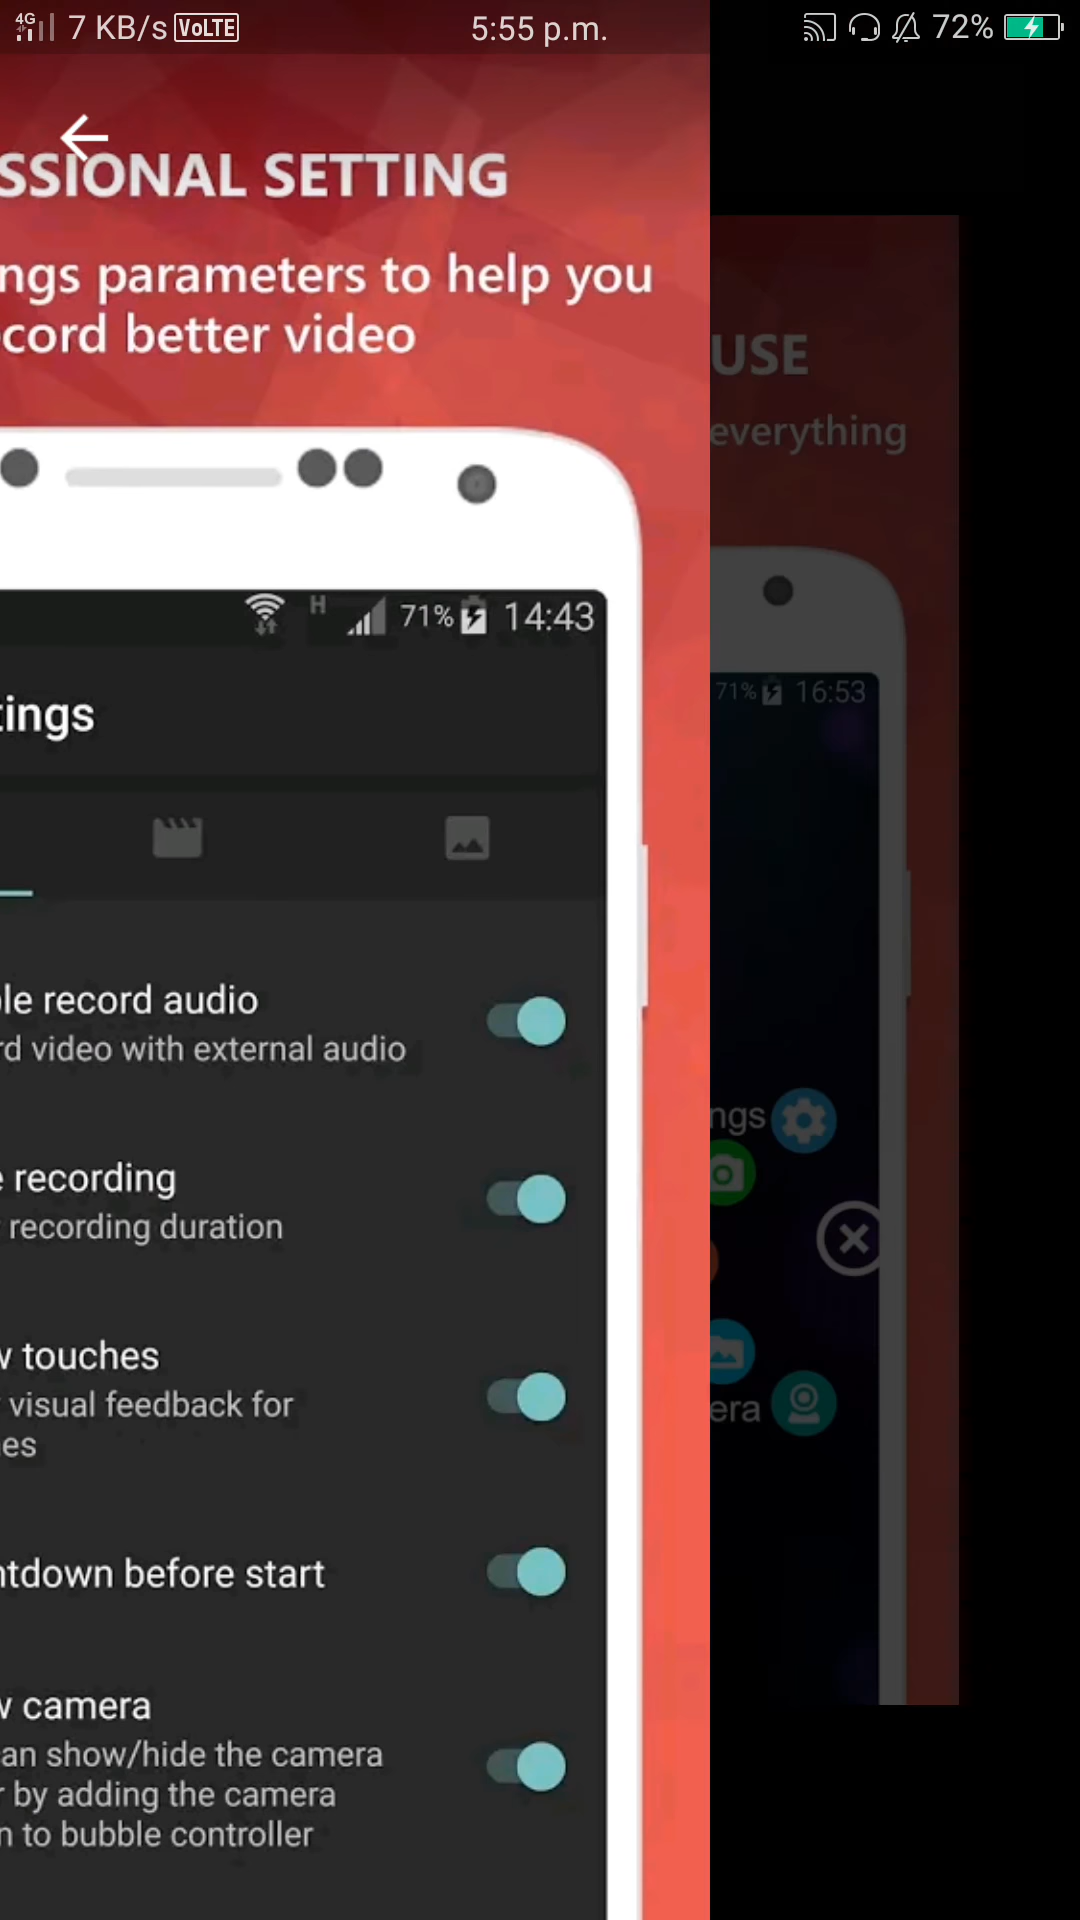 4G 7 KB/s VoLTE 5:55 p.m. 72%
SSIONAL SETTING
ngs parameters to help you
cord better video
USE
everything
H 71% 14:43
71% 16:53
tings
le record audio
rd video with external audio
ngs
e recording
recording duration
w touches
visual feedback for
es
era
ntdown before start
w camera
an show/hide the camera
r by adding the camera
n to bubble controller